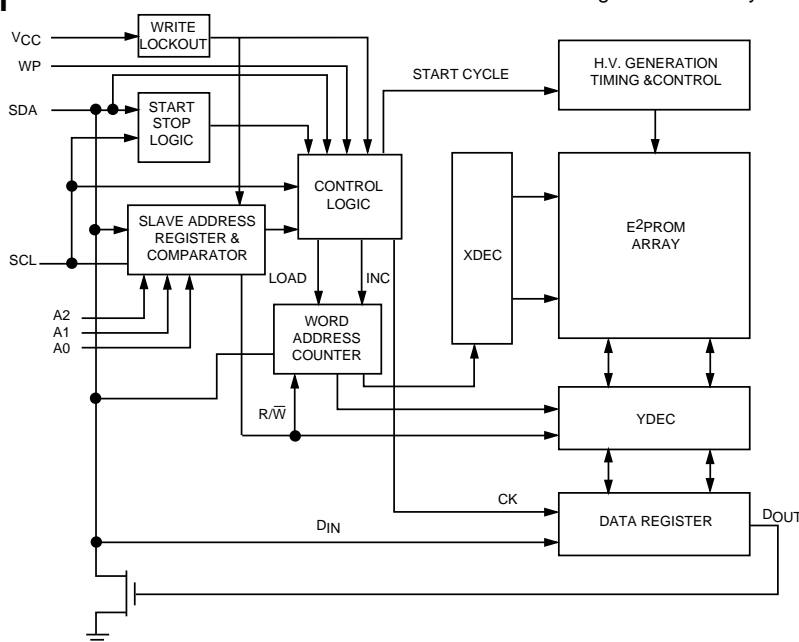 WRITE
LOCKOUT
VCC
WP
SDA
START
STOP
LOGIC
START CYCLE
H.V. GENERATION
TIMING &CONTROL
CONTROL
LOGIC
SLAVE ADDRESS
REGISTER &
COMPARATOR
SCL
A2
A1
A0
LOAD
INC
WORD
ADDRESS
COUNTER
XDEC
E2PROM
ARRAY
R/W̅
YDEC
CK
DATA REGISTER
DOUT
DIN